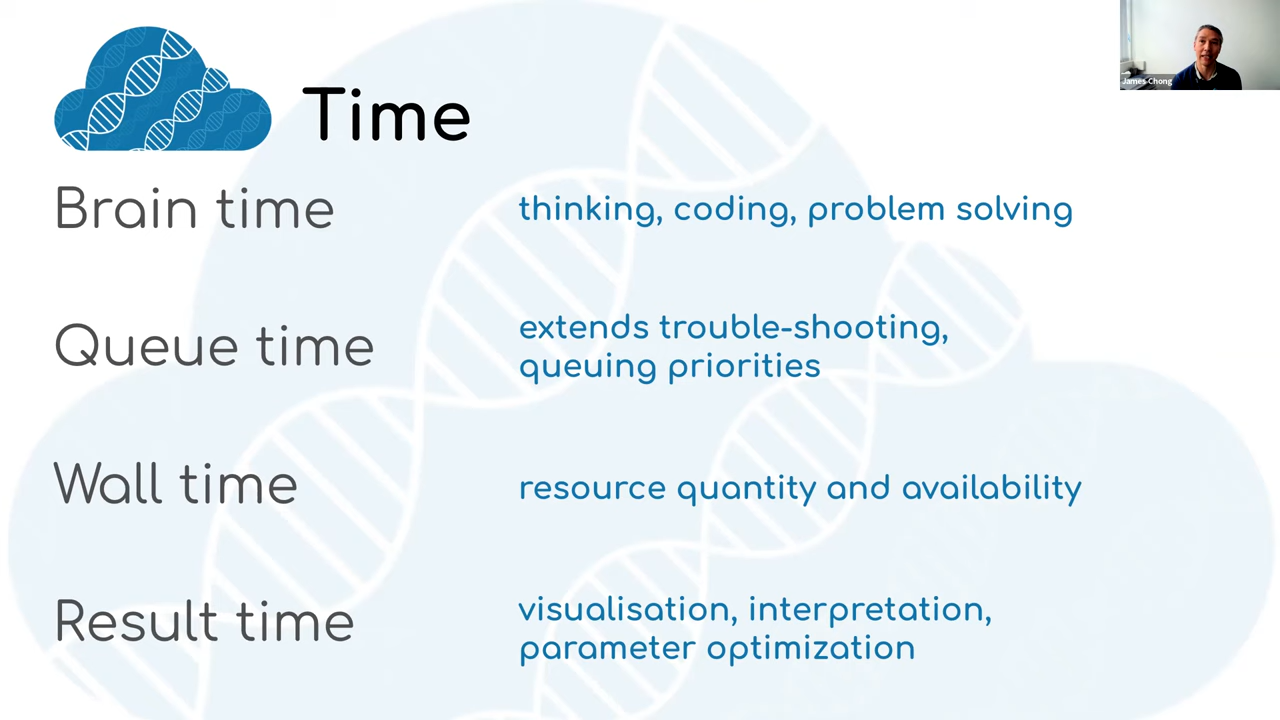 Time
James Chong
Brain time
thinking, coding, problem solving
Queue time
extends trouble-shooting,
queuing priorities
Wall time
resource quantity and availability
Result time
visualisation, interpretation,
parameter optimization